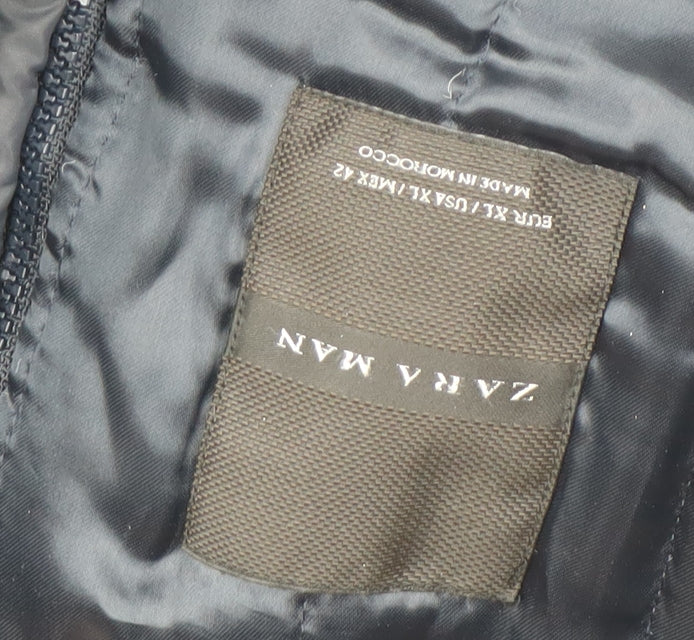 ZARA MAN
EUR XL / USA XL / MEX 42
MADE IN MOROCCO